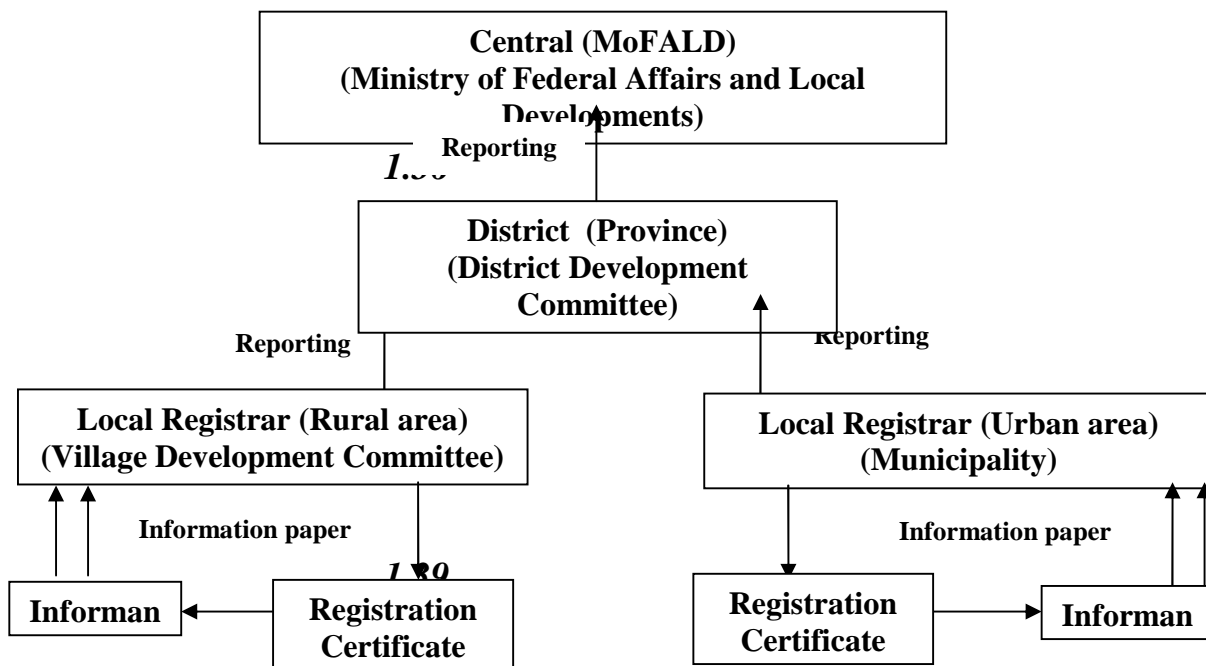 Central (MoFALD)
(Ministry of Federal Affairs and Local
Developments)
Reporting
District (Province)
(District Development
Committee)
Reporting
Reporting
Local Registrar (Rural area)
(Village Development Committee)
Local Registrar (Urban area)
(Municipality)
Information paper
Information paper
Informan
Registration
Certificate
Registration
Certificate
Informan